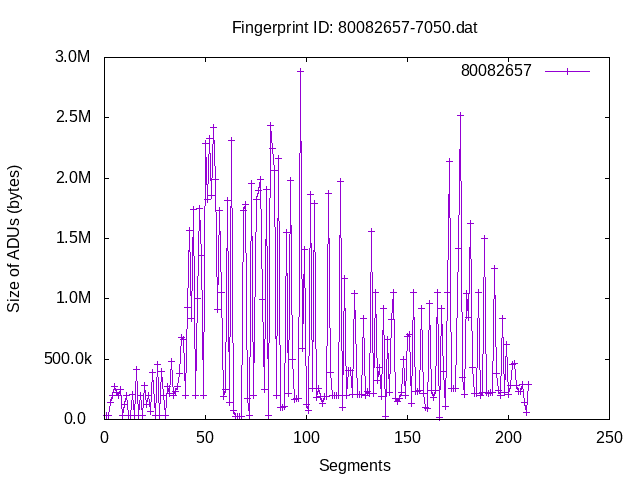 Fingerprint ID: 80082657-7050.dat
80082657
3.0M
2.5M
2.0M
1.5M
1.0M
500.0k
0.0
Size of ADUs (bytes)
0 50 100 150 200 250
Segments